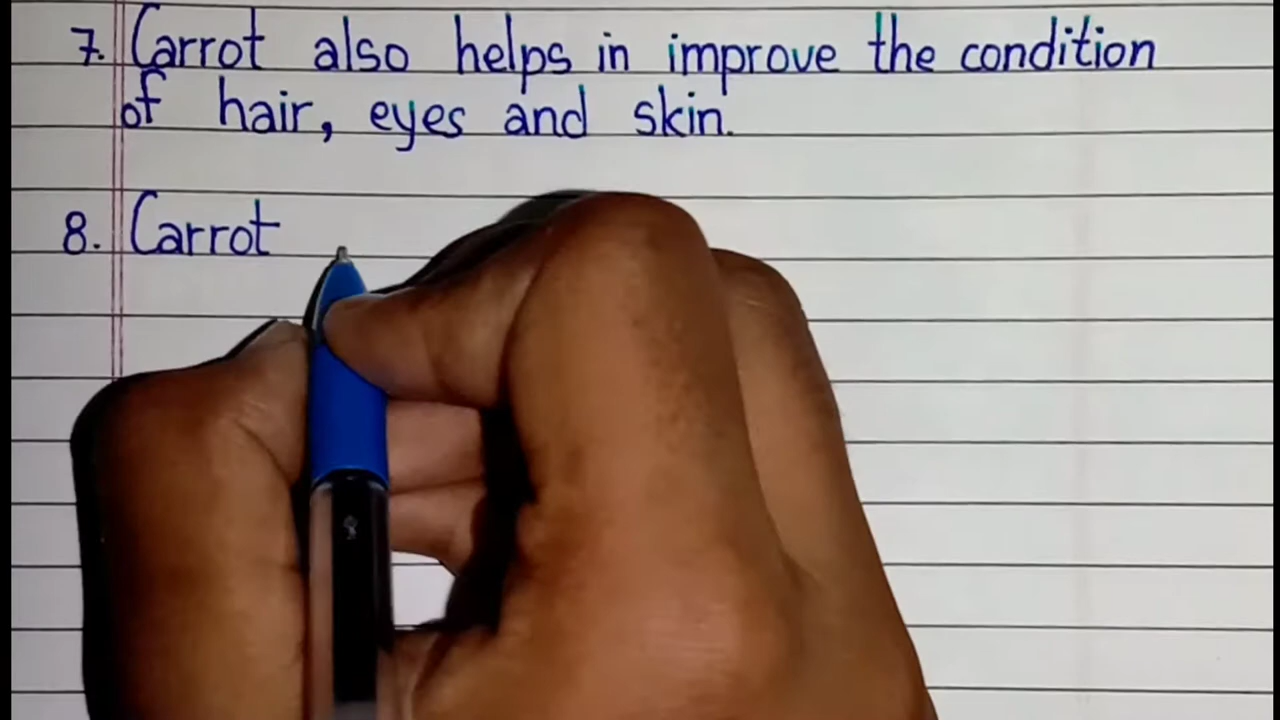 7. Carrot also helps in improve the condition
of hair, eyes and skin.
8. Carrot